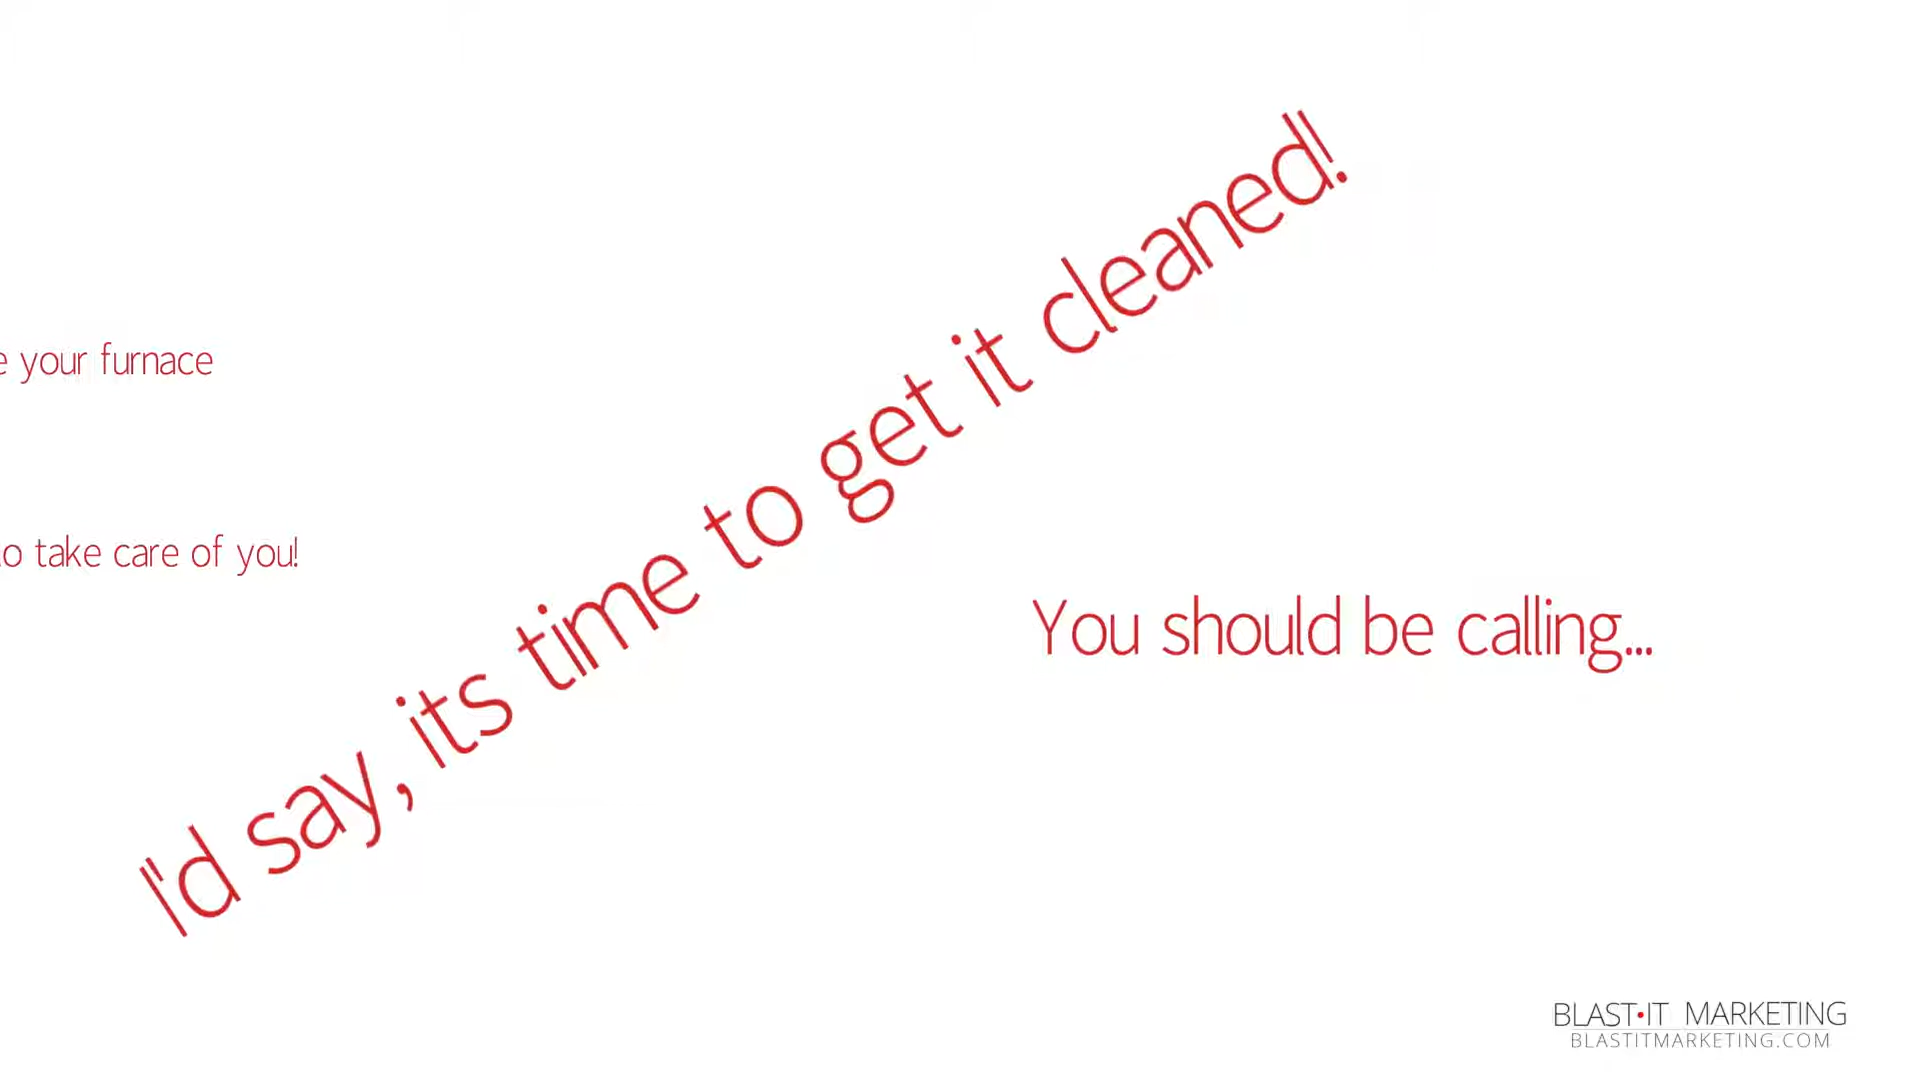 your furnace
take care of you!
I'd say, its time to get it cleaned!
You should be calling...
BLAST•IT MARKETING
BLASTITMARKETING.COM